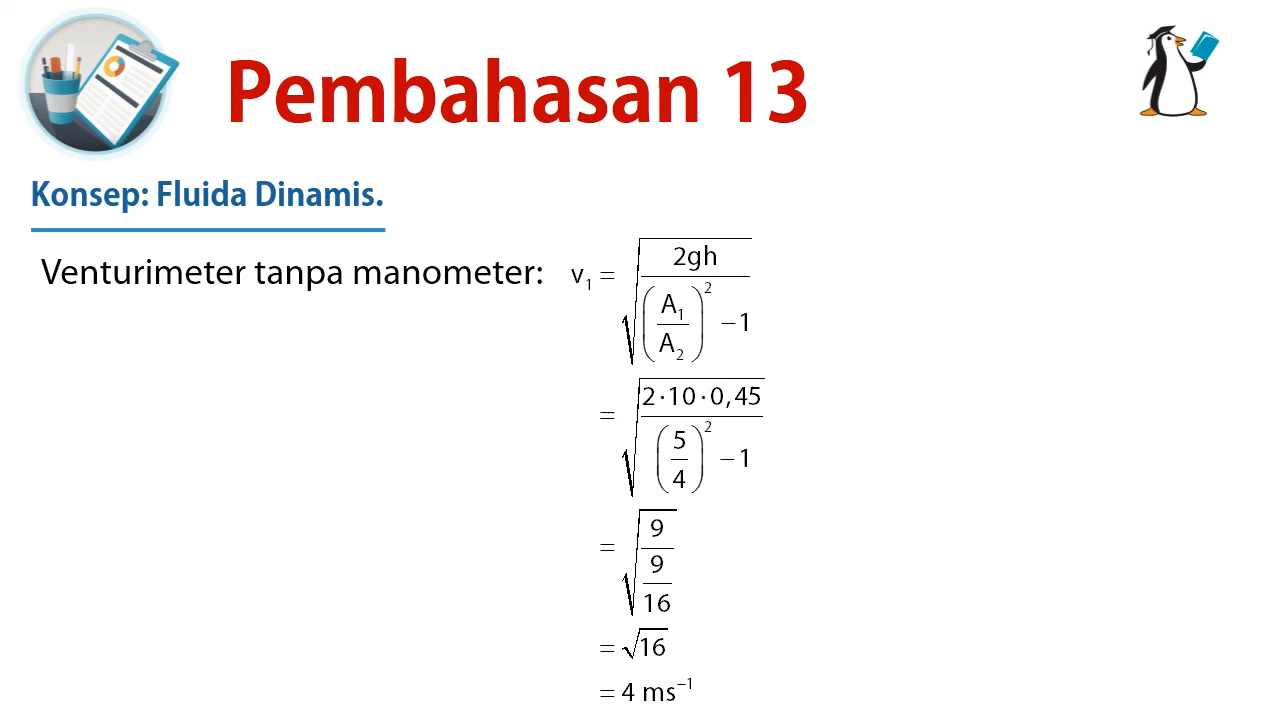 Pembahasan 13
Konsep: Fluida Dinamis.
Venturimeter tanpa manometer: v₁ = √(2gh / ((A₁/A₂)² − 1))
= √(2·10·0,45 / ((5/4)² − 1))
= √(9 / (9/16))
= √16
= 4 ms⁻¹